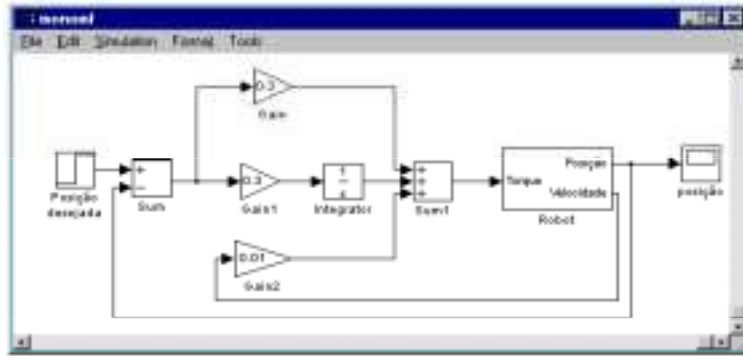 File Edit Simulation Format Tools
0.3
Gain
Posição
desejada
+
−
Sum
0.3
Gain1
1
Integrator
+
+
+
Sum1
Torque
Posição
Velocidade
Robot
posição
0.01
Gain2